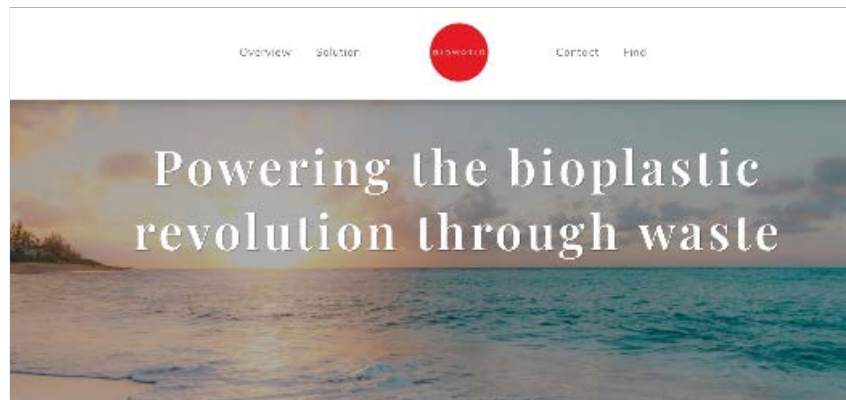 Overview Solution Contact Find
Powering the bioplastic
revolution through waste